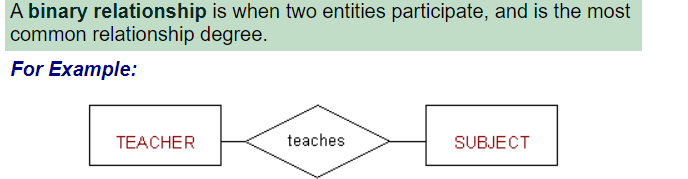 A binary relationship is when two entities participate, and is the most
common relationship degree.
For Example:
TEACHER teaches SUBJECT